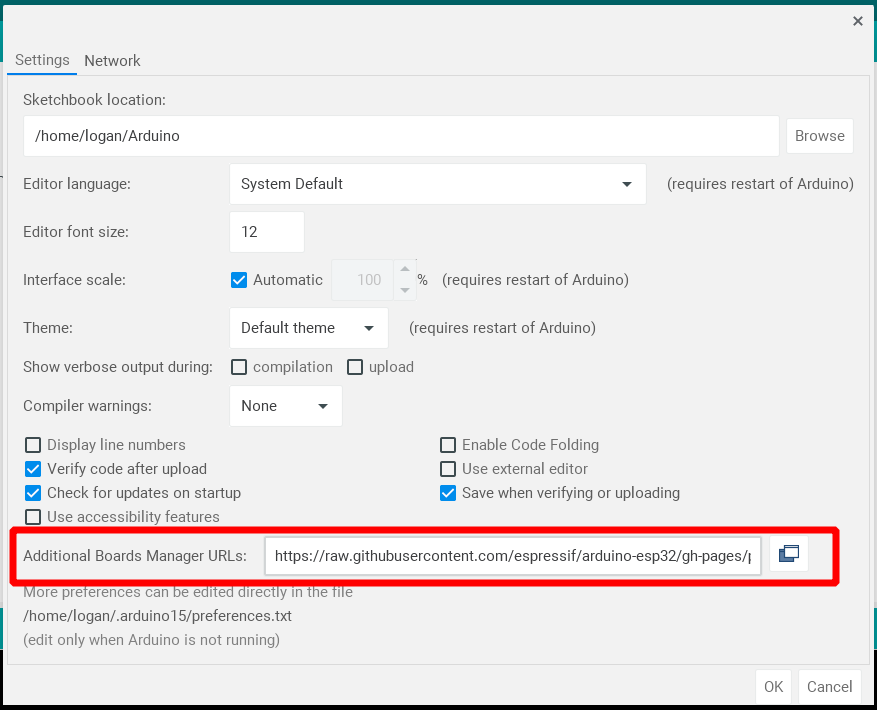 Settings Network
Sketchbook location:
/home/logan/Arduino Browse
Editor language: System Default (requires restart of Arduino)
Editor font size: 12
Interface scale: Automatic 100 % (requires restart of Arduino)
Theme: Default theme (requires restart of Arduino)
Show verbose output during: compilation upload
Compiler warnings: None
Display line numbers Enable Code Folding
Verify code after upload Use external editor
Check for updates on startup Save when verifying or uploading
Use accessibility features
Additional Boards Manager URLs: https://raw.githubusercontent.com/espressif/arduino-esp32/gh-pages/
More preferences can be edited directly in the file
/home/logan/.arduino15/preferences.txt
(edit only when Arduino is not running)
OK Cancel